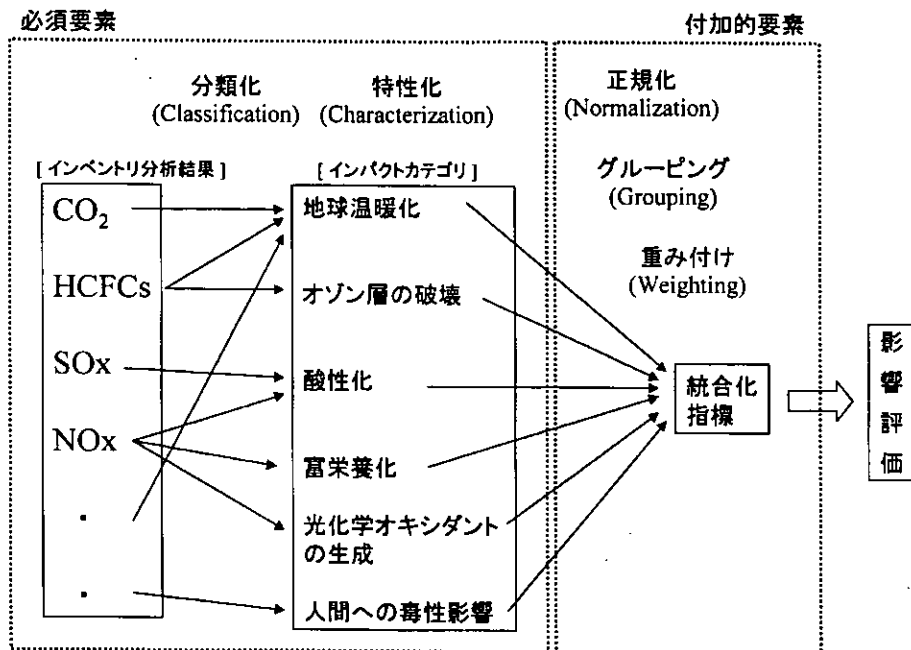 必須要素
付加的要素
分類化
(Classification)
特性化
(Characterization)
正規化
(Normalization)
グルーピング
(Grouping)
重み付け
(Weighting)
[インベントリ分析結果]
CO₂
HCFCs
SOx
NOx
・
・
[インパクトカテゴリ]
地球温暖化
オゾン層の破壊
酸性化
富栄養化
光化学オキシダント
の生成
人間への毒性影響
統合化
指標
影響評価